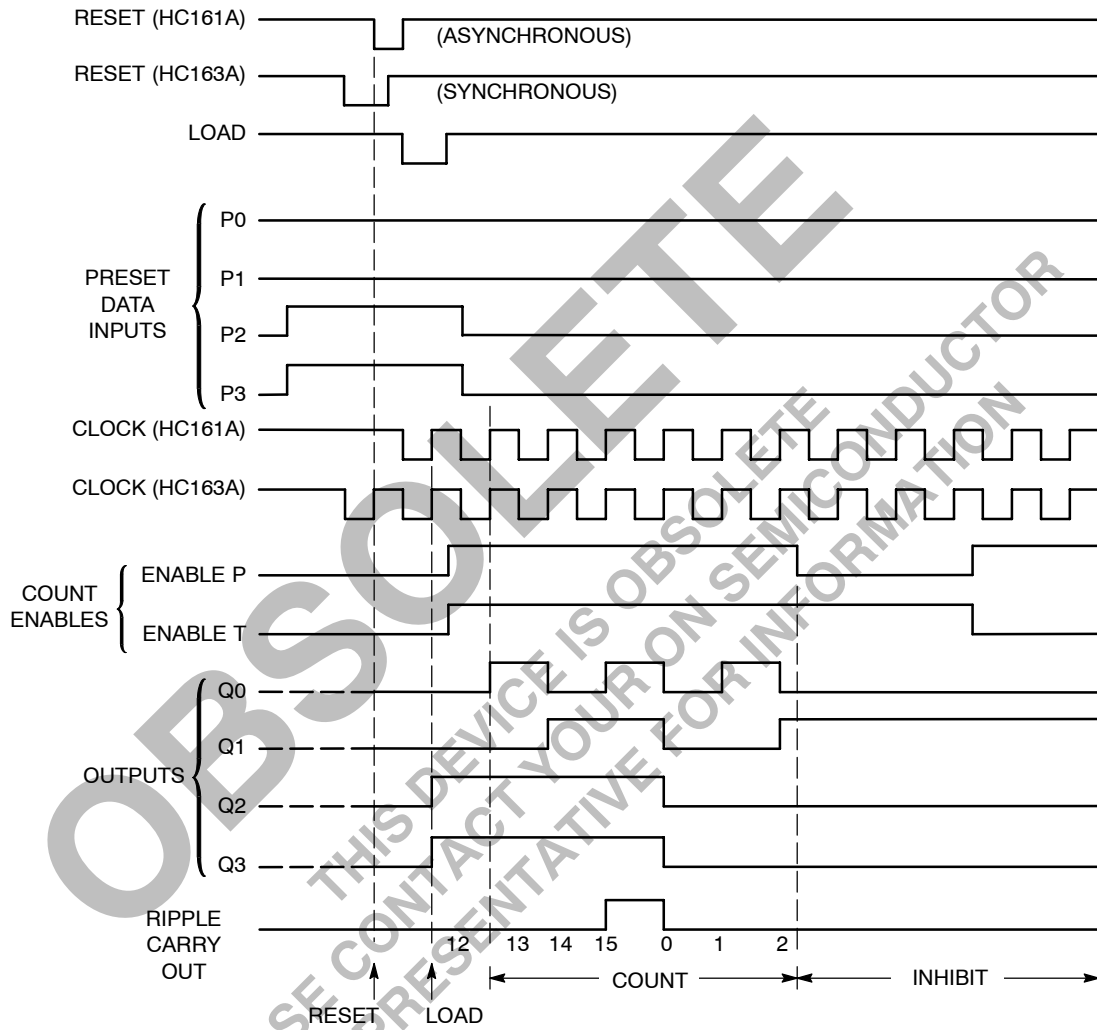 RESET (HC161A)
(ASYNCHRONOUS)
RESET (HC163A)
(SYNCHRONOUS)
LOAD
P0
P1
PRESET
DATA
INPUTS
P2
P3
CLOCK (HC161A)
CLOCK (HC163A)
ENABLE P
COUNT
ENABLES
ENABLE T
Q0
Q1
OUTPUTS
Q2
Q3
RIPPLE
CARRY
OUT
12 13 14 15 0 1 2
COUNT
INHIBIT
RESET
LOAD
OBSOLETE
THIS DEVICE IS OBSOLETE
SE CONTACT YOUR ON SEMICONDUCTOR
PRESENTATIVE FOR INFORMATION